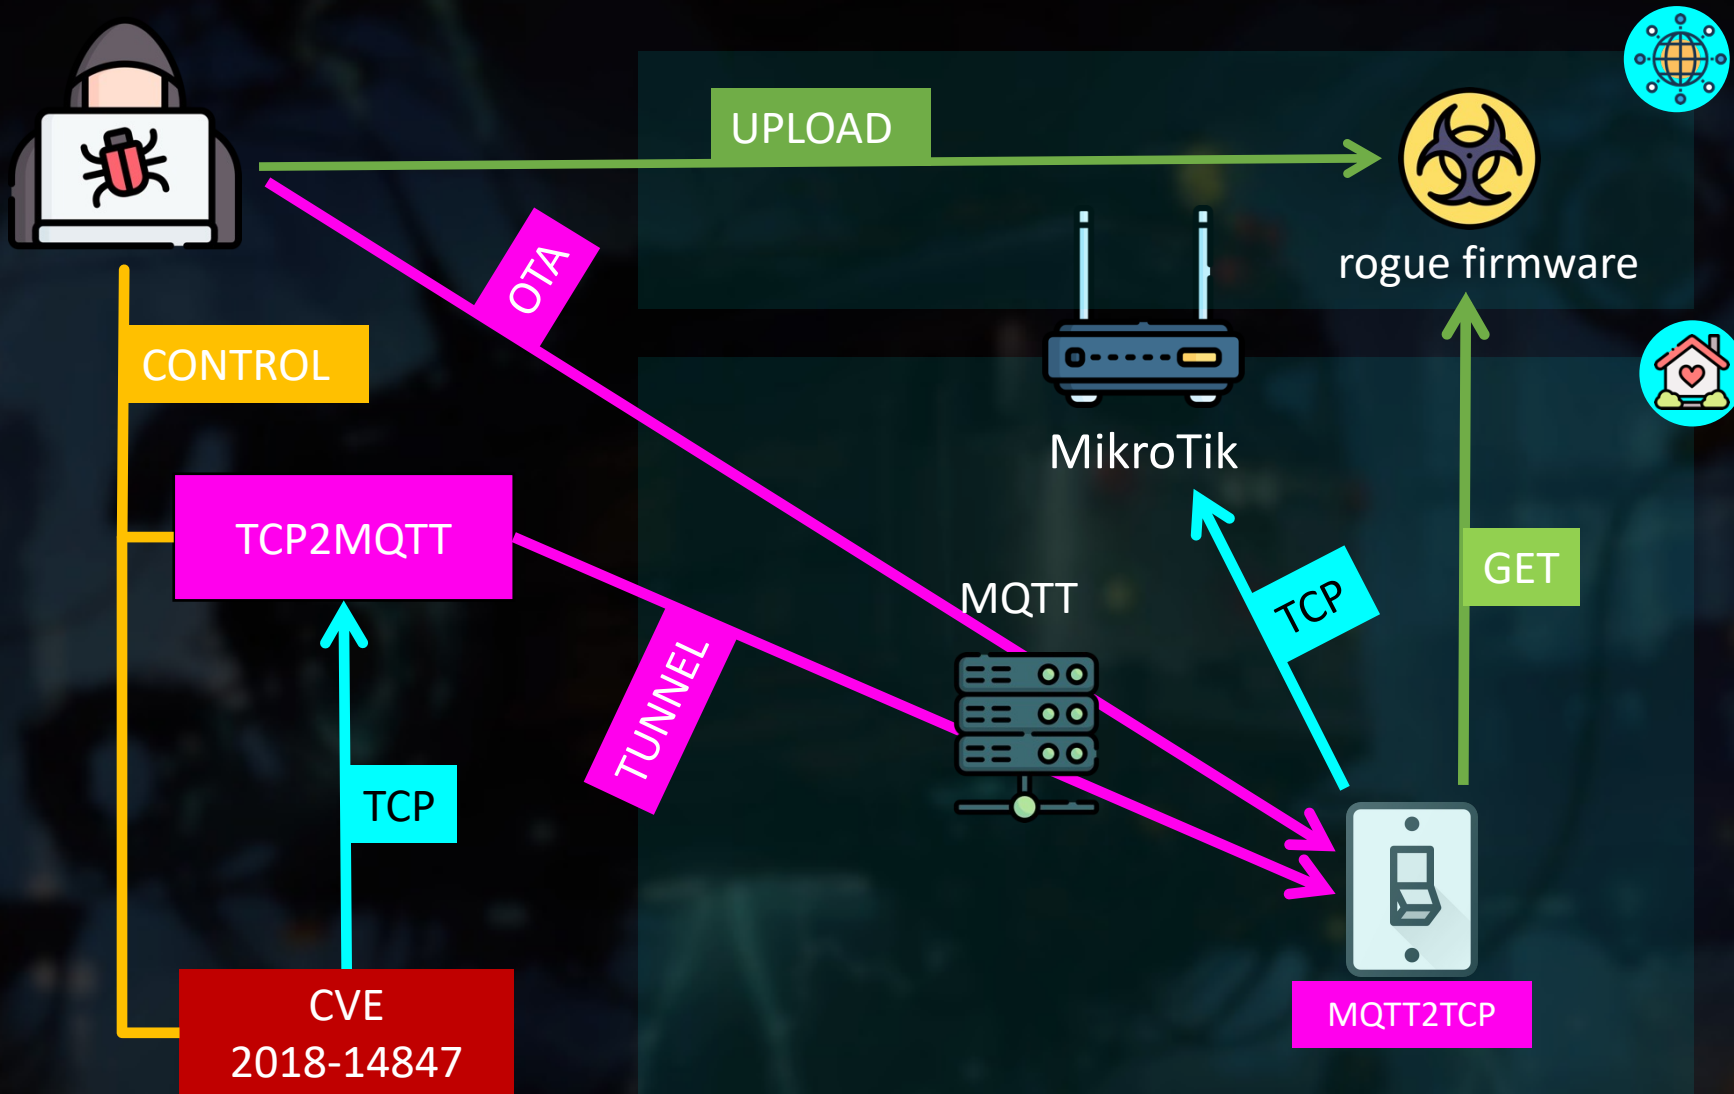 UPLOAD
rogue firmware
OTA
CONTROL
MikroTik
TCP2MQTT
MQTT
TCP
GET
TUNNEL
TCP
CVE
2018-14847
MQTT2TCP